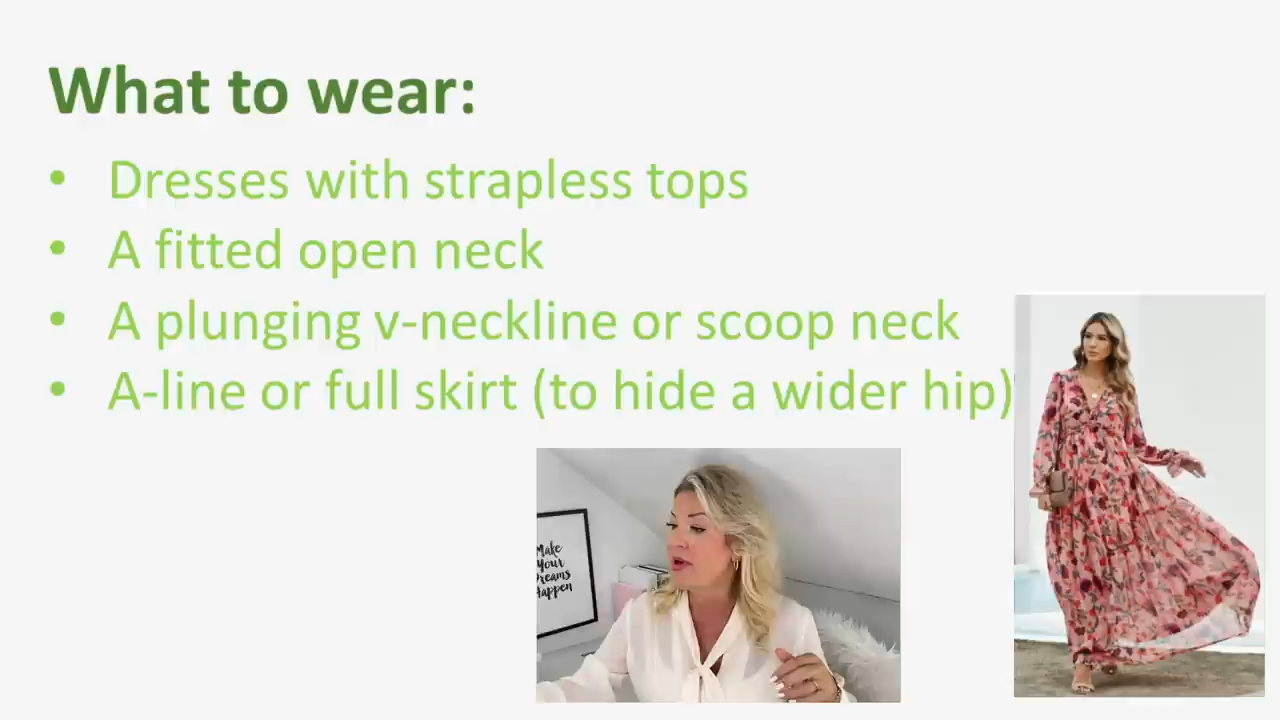 What to wear:
• Dresses with strapless tops
• A fitted open neck
• A plunging v-neckline or scoop neck
• A-line or full skirt (to hide a wider hip)
Make
Your
Dreams
Happen